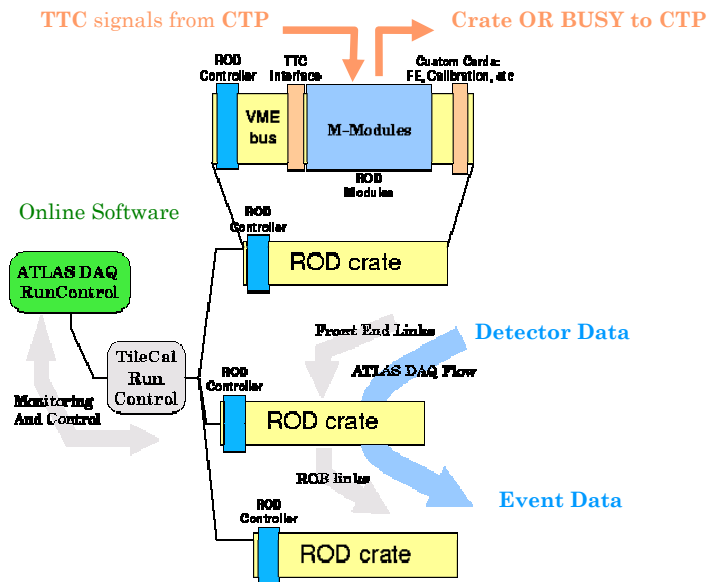 TTC signals from CTP
Crate OR BUSY to CTP
ROD
Controller
TTC
Interface
Custom Cards:
FE, Calibration, etc
VME
bus
M-Modules
ROD
Modules
Online Software
ROD
Controller
ROD crate
ATLAS DAQ
RunControl
Front End Links
Detector Data
TileCal
Run
Control
ROD
Controller
ATLAS DAQ Flow
Monitoring
And Control
ROD crate
ROB links
Event Data
ROD
Controller
ROD crate